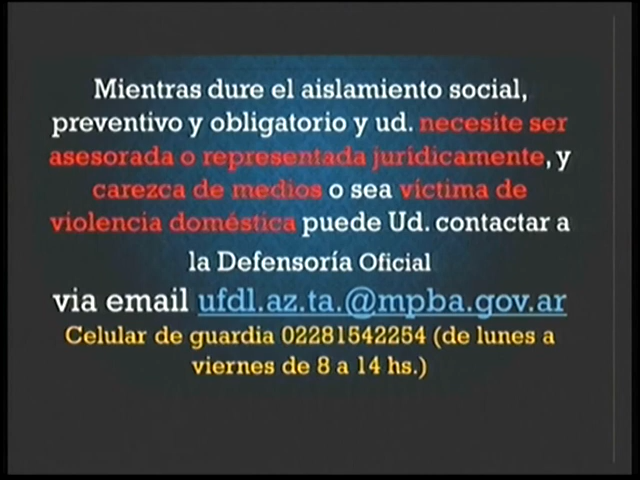 Mientras dure el aislamiento social,
preventivo y obligatorio y ud. necesite ser
asesorada o representada jurídicamente, y
carezca de medios o sea víctima de
violencia doméstica puede Ud. contactar a
la Defensoría Oficial
via email ufdl.az.ta.@mpba.gov.ar
Celular de guardia 02281542254 (de lunes a
viernes de 8 a 14 hs.)